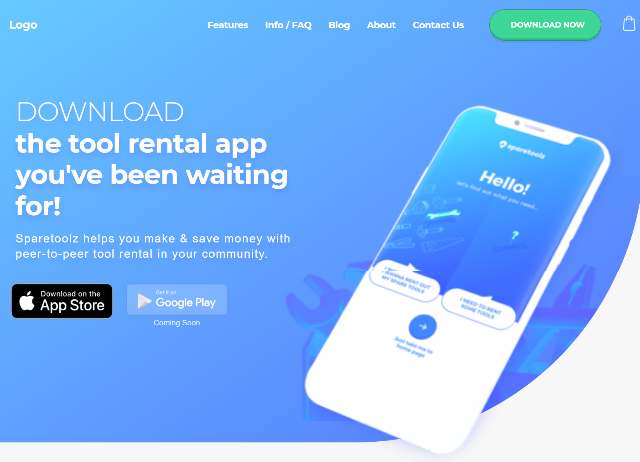 Logo
Features
Info / FAQ
Blog
About
Contact Us
DOWNLOAD NOW
DOWNLOAD
the tool rental app
you've been waiting
for!
Sparetoolz helps you make & save money with
peer-to-peer tool rental in your community.
Download on the
App Store
Get it on
Google Play
Coming Soon
sparetoolz
Hello!
let's find out what you need...
?
I WANNA RENT OUT
MY SPARE TOOLS
I NEED TO RENT
SOME TOOLS
Just take me to
home page